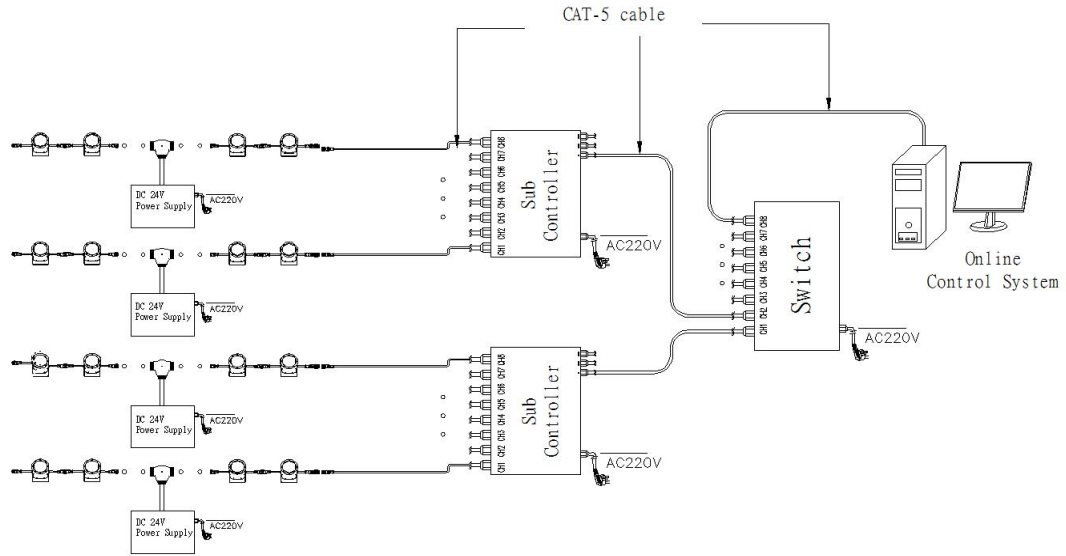 CAT-5 cable
DC 24V
Power Supply
AC220V
DC 24V
Power Supply
AC220V
CH8
CH7
CH6
CH5
CH4
CH3
CH2
CH1
Sub
Controller
AC220V
DC 24V
Power Supply
AC220V
DC 24V
Power Supply
AC220V
CH8
CH7
CH6
CH5
CH4
CH3
CH2
CH1
Sub
Controller
AC220V
CH8
CH7
CH6
CH5
CH4
CH3
CH2
CH1
Switch
AC220V
Online
Control System